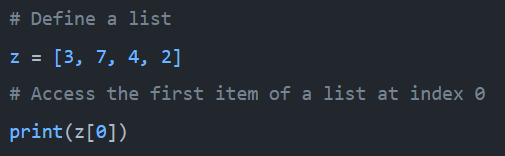 # Define a list
z = [3, 7, 4, 2]
# Access the first item of a list at index 0
print(z[0])